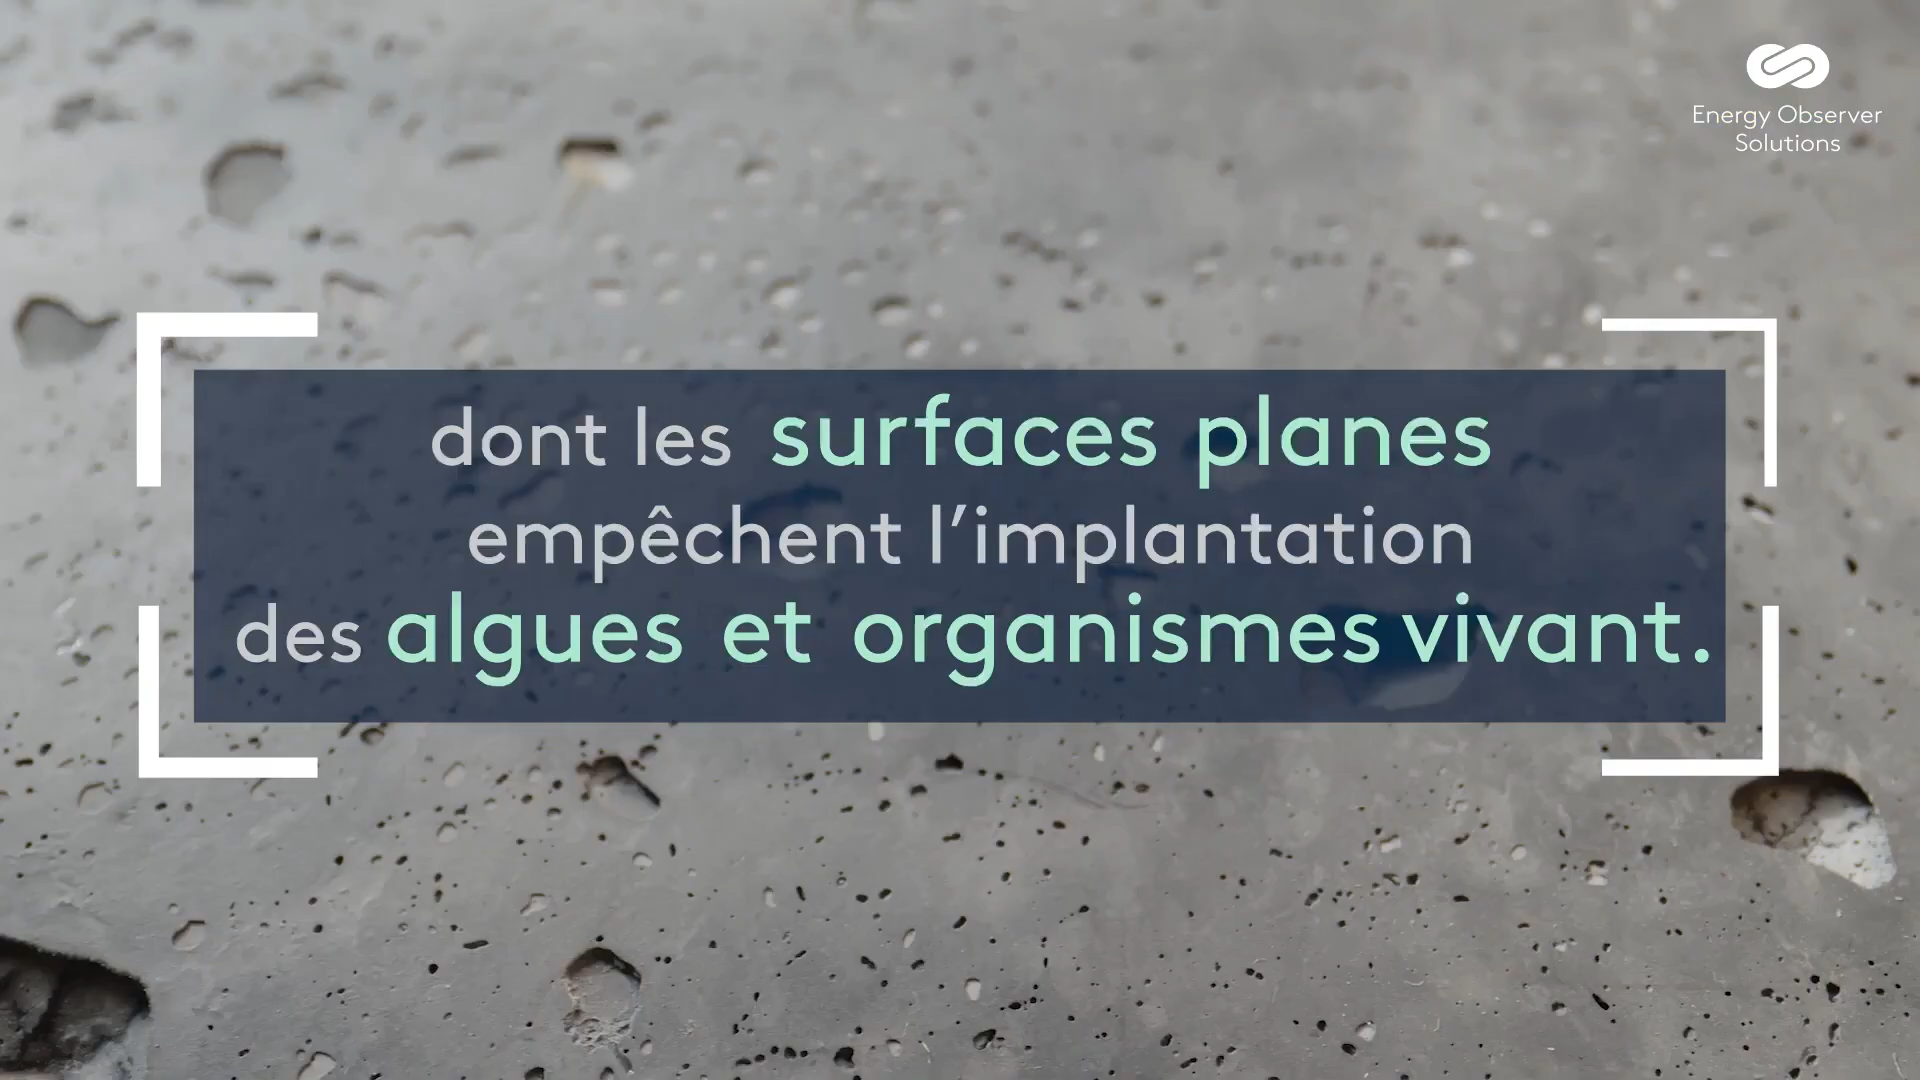 Energy Observer
Solutions
dont les surfaces planes
empêchent l’implantation
des algues et organismes vivant.